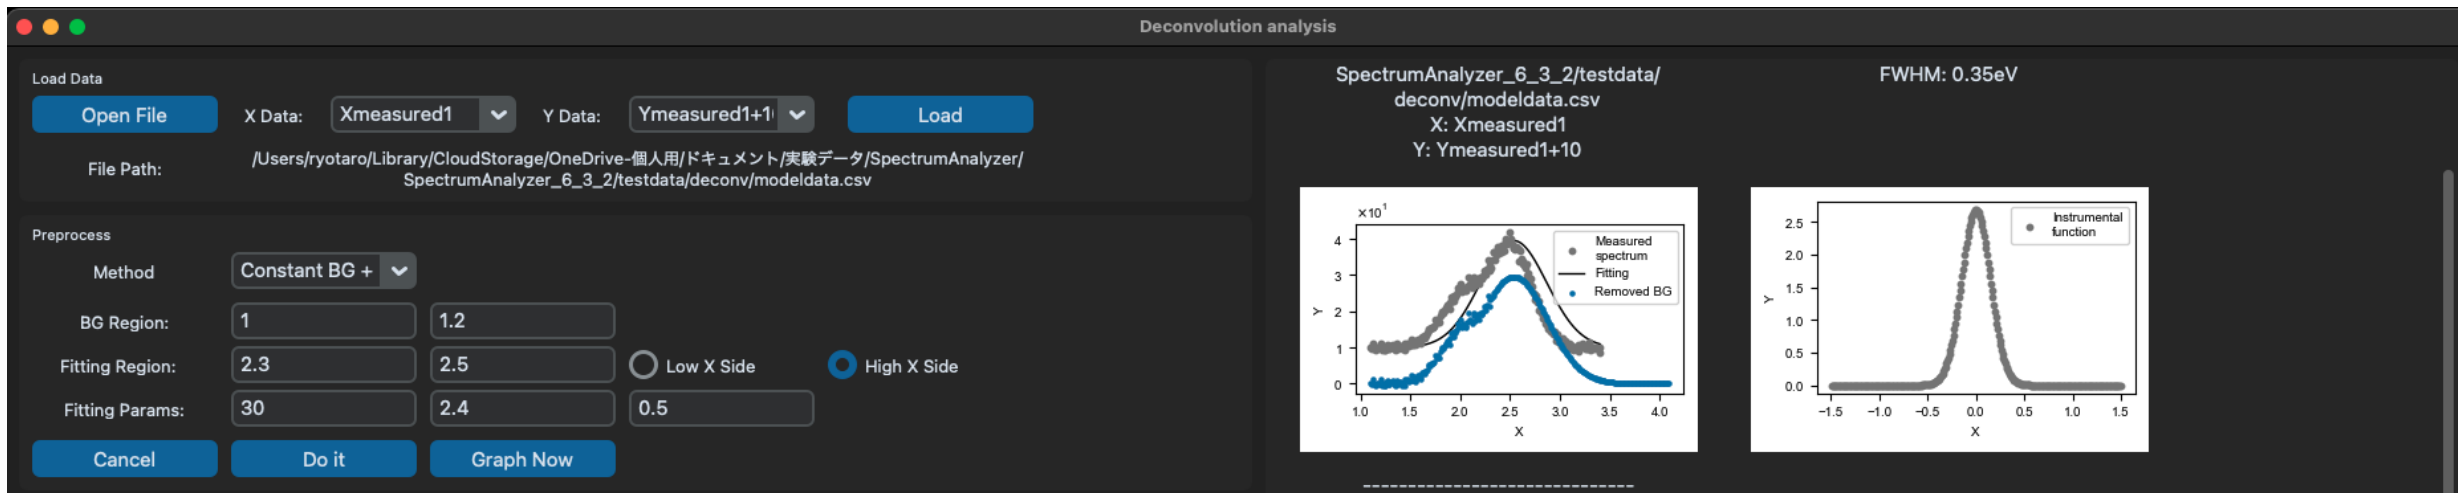 Deconvolution analysis
Load Data
Open File
X Data:
Xmeasured1
Y Data:
Ymeasured1+1
Load
File Path:
/Users/ryotaro/Library/CloudStorage/OneDrive-個人用/ドキュメント/実験データ/SpectrumAnalyzer/
SpectrumAnalyzer_6_3_2/testdata/deconv/modeldata.csv
Preprocess
Method
Constant BG +
BG Region:
1
1.2
Fitting Region:
2.3
2.5
Low X Side
High X Side
Fitting Params:
30
2.4
0.5
Cancel
Do it
Graph Now
SpectrumAnalyzer_6_3_2/testdata/
deconv/modeldata.csv
X: Xmeasured1
Y: Ymeasured1+10
×10¹
4
3
2
1
0
Y
Measured
spectrum
Fitting
Removed BG
1.0 1.5 2.0 2.5 3.0 3.5 4.0
X
FWHM: 0.35eV
2.5
2.0
1.5
1.0
0.5
0.0
Y
Instrumental
function
−1.5 −1.0 −0.5 0.0 0.5 1.0 1.5
X
------------------------------